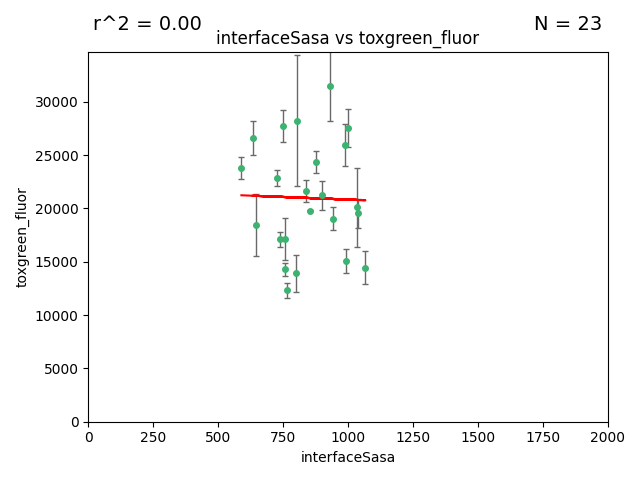 r^2 = 0.00
N = 23
interfaceSasa vs toxgreen_fluor
30000
25000
20000
15000
10000
5000
0
toxgreen_fluor
0 250 500 750 1000 1250 1500 1750 2000
interfaceSasa